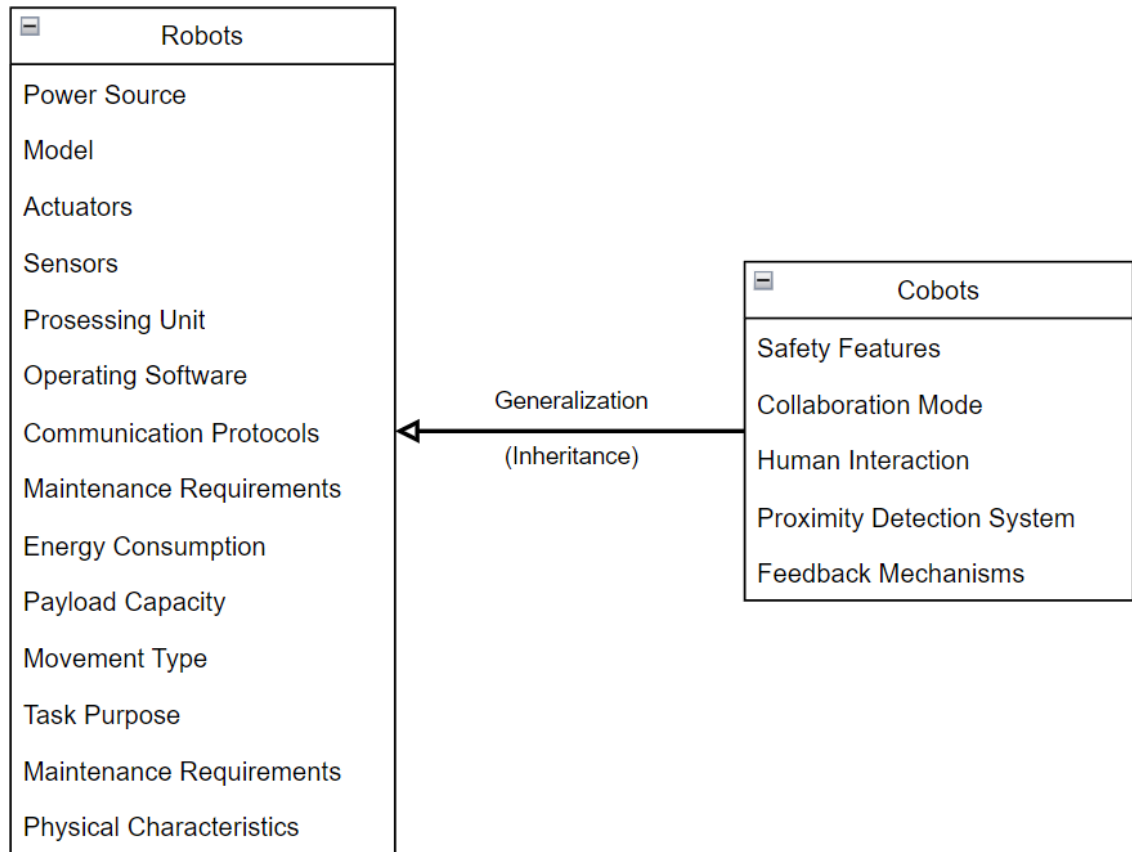 Robots
Power Source
Model
Actuators
Sensors
Prosessing Unit
Operating Software
Communication Protocols
Maintenance Requirements
Energy Consumption
Payload Capacity
Movement Type
Task Purpose
Maintenance Requirements
Physical Characteristics
Generalization
(Inheritance)
Cobots
Safety Features
Collaboration Mode
Human Interaction
Proximity Detection System
Feedback Mechanisms